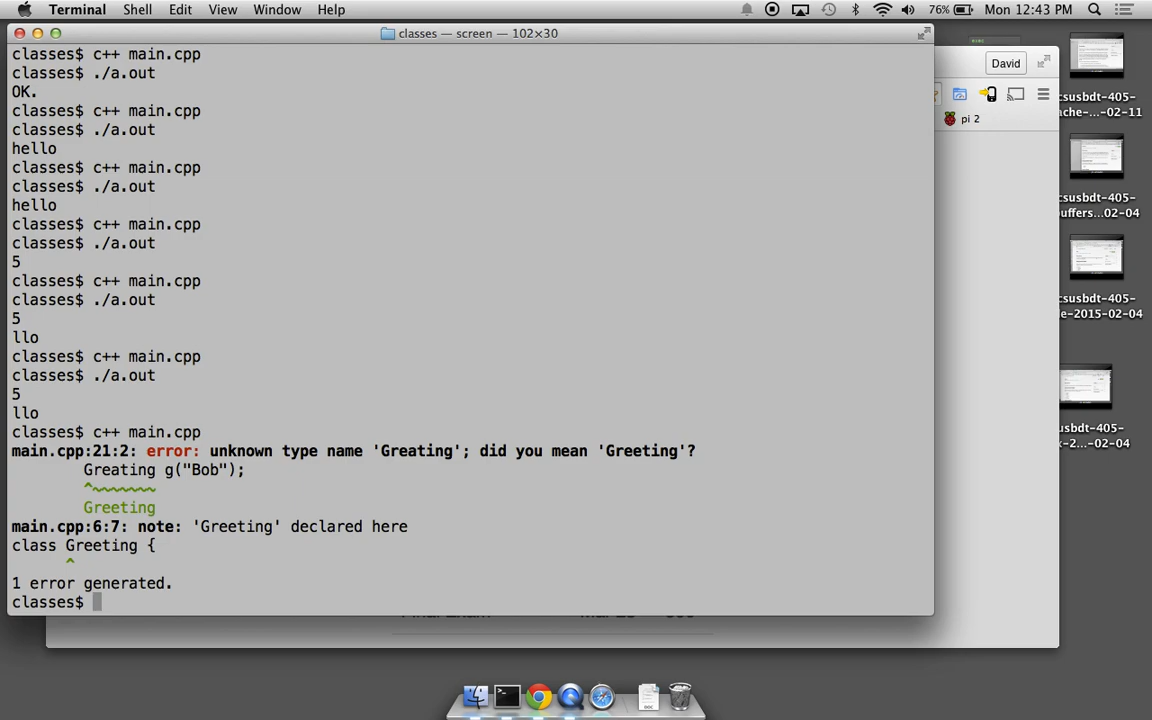 Terminal Shell Edit View Window Help 76% Mon 12:43 PM
classes — screen — 102×30
classes$ c++ main.cpp
classes$ ./a.out
OK.
classes$ c++ main.cpp
classes$ ./a.out
hello
classes$ c++ main.cpp
classes$ ./a.out
hello
classes$ c++ main.cpp
classes$ ./a.out
5
classes$ c++ main.cpp
classes$ ./a.out
5
llo
classes$ c++ main.cpp
classes$ ./a.out
5
llo
classes$ c++ main.cpp
main.cpp:21:2: error: unknown type name 'Greating'; did you mean 'Greeting'?
Greating g("Bob");
^~~~~~~~
Greeting
main.cpp:6:7: note: 'Greeting' declared here
class Greeting {
^
1 error generated.
classes$
David
pi 2
csusbdt-405-
ache-...-02-11
csusbdt-405-
uffers...02-04
csusbdt-405-
le-2015-02-04
usbdt-405-
x-2...-02-04